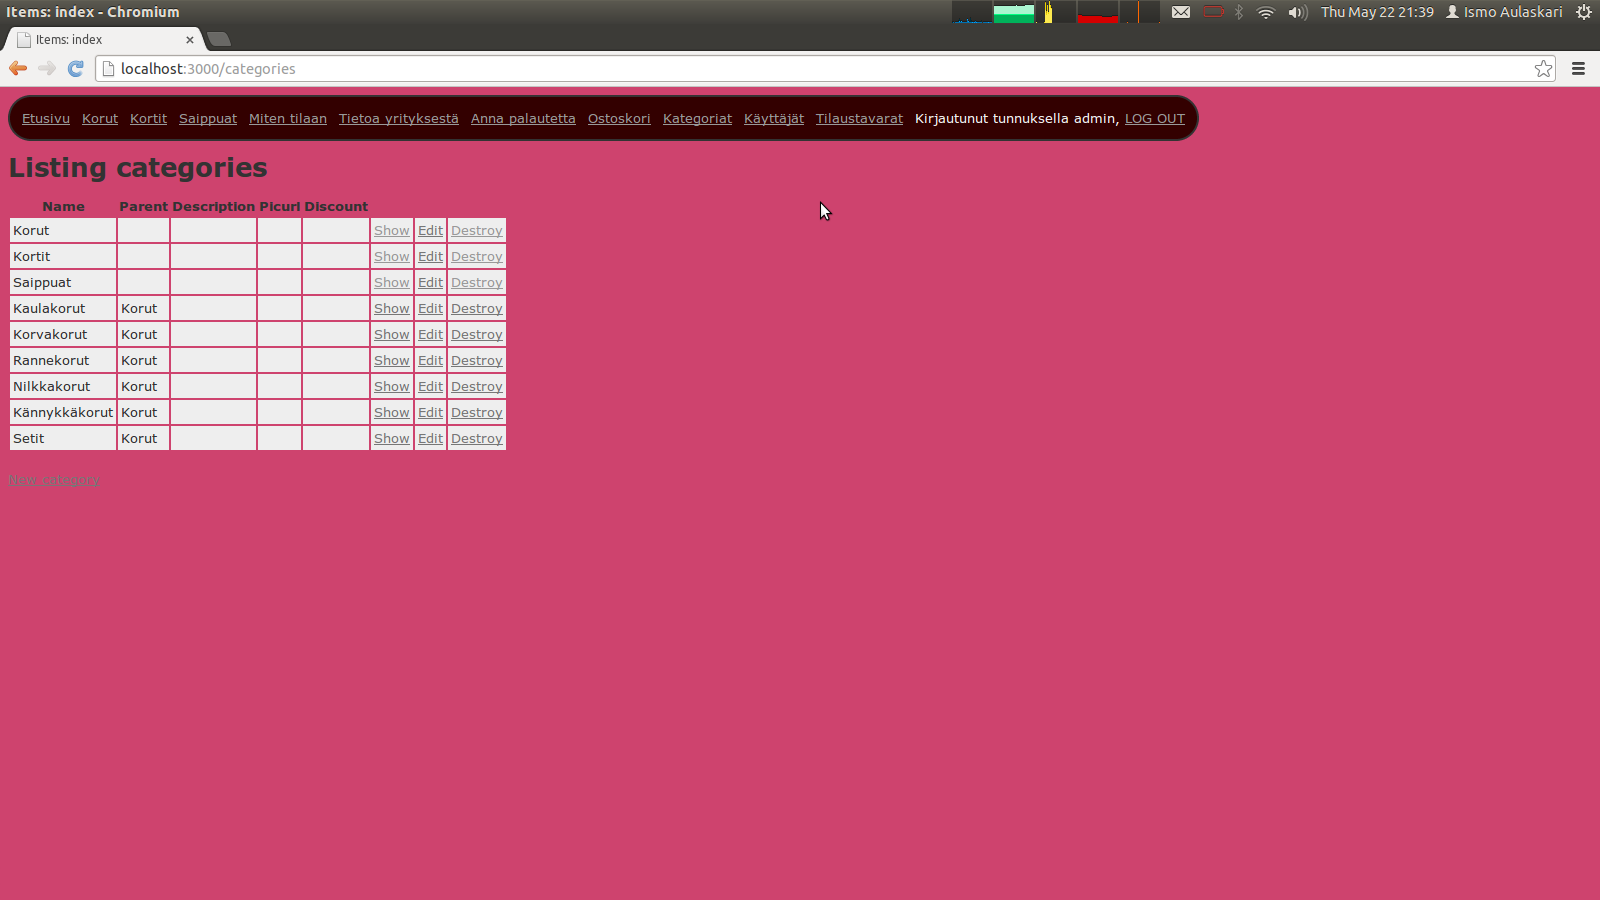 Items: index - Chromium
Thu May 22 21:39 Ismo Aulaskari
Items: index
localhost:3000/categories
Etusivu Korut Kortit Saippuat Miten tilaan Tietoa yrityksestä Anna palautetta Ostoskori Kategoriat Käyttäjät Tilaustavarat Kirjautunut tunnuksella admin, LOG OUT
Listing categories
Name Parent Description Picurl Discount
Korut Show Edit Destroy
Kortit Show Edit Destroy
Saippuat Show Edit Destroy
Kaulakorut Korut Show Edit Destroy
Korvakorut Korut Show Edit Destroy
Rannekorut Korut Show Edit Destroy
Nilkkakorut Korut Show Edit Destroy
Kännykkäkorut Korut Show Edit Destroy
Setit Korut Show Edit Destroy
New category